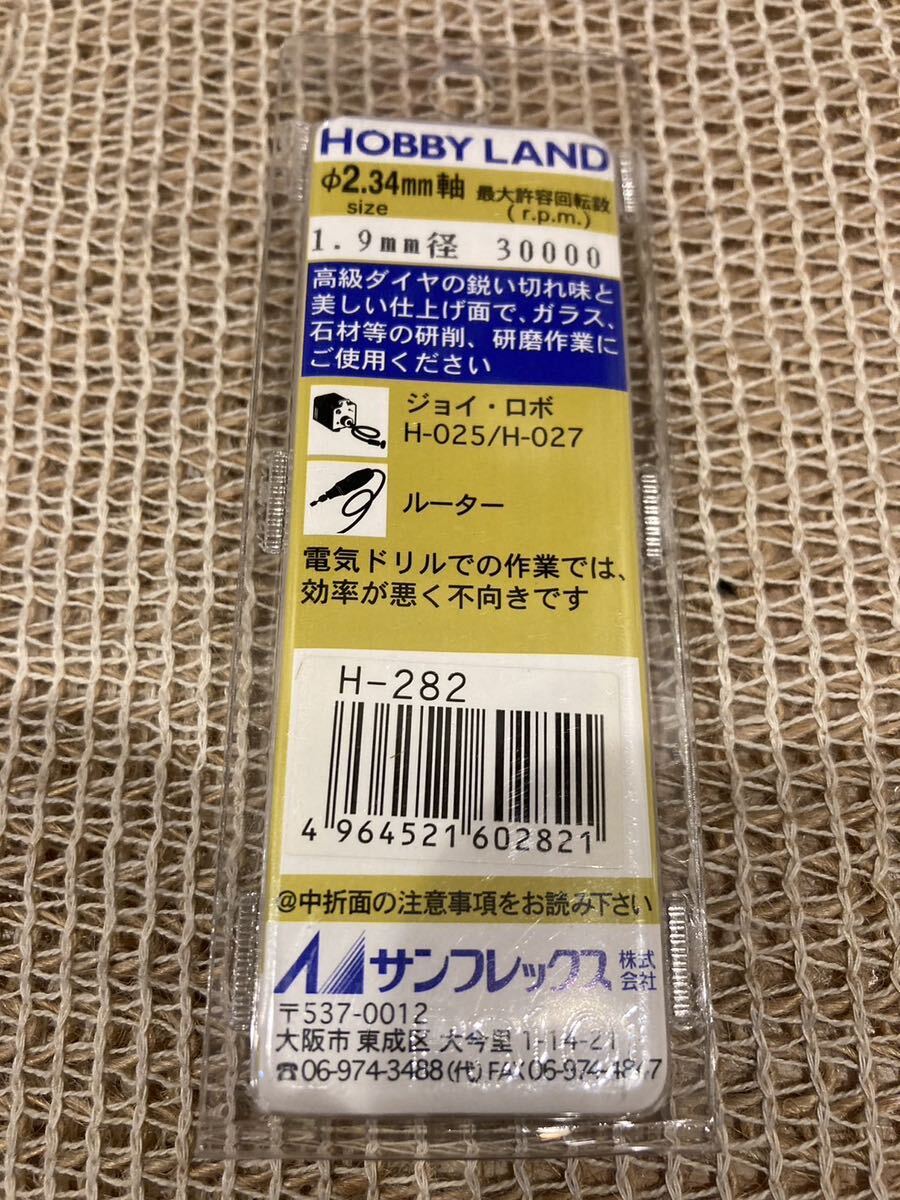 HOBBY LAND
φ2.34mm軸 最大許容回転数
size (r.p.m.)
1.9mm径 30000
高級ダイヤの鋭い切れ味と
美しい仕上げ面で、ガラス、
石材等の研削、研磨作業に
ご使用ください
ジョイ・ロボ
H-025/H-027
ルーター
電気ドリルでの作業では、
効率が悪く不向きです
H-282
4 964521 602821
@中折面の注意事項をお読み下さい
サンフレックス株式会社
〒537-0012
大阪市 東成区 大今里 1-14-21
☎06-974-3488(代) FAX06-974-4847